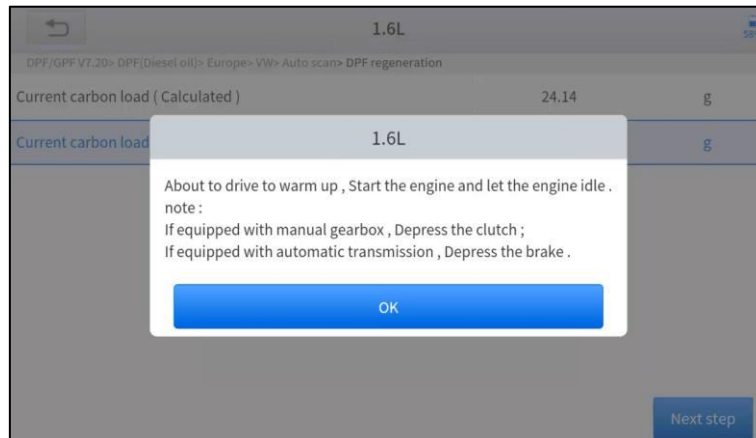 1.6L
DPF/GPF V7.20> DPF(Diesel oil)> Europe> VW> Auto scan> DPF regeneration
Current carbon load ( Calculated ) 24.14 g
Current carbon load g
1.6L
About to drive to warm up , Start the engine and let the engine idle .
note :
If equipped with manual gearbox , Depress the clutch ;
If equipped with automatic transmission , Depress the brake .
OK
Next step